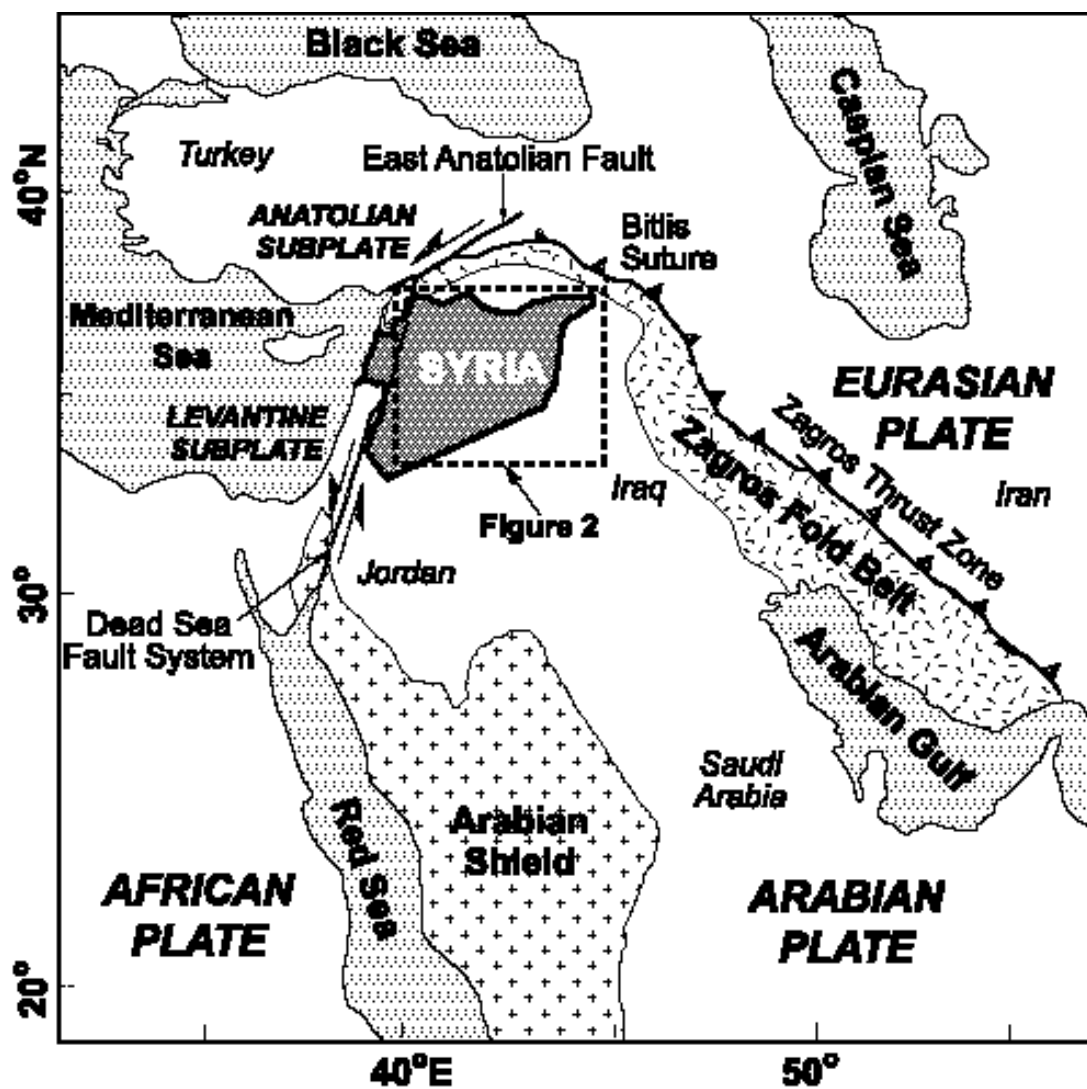 Black Sea
Caspian Sea
Turkey
East Anatolian Fault
40°N
ANATOLIAN
SUBPLATE
Bitlis
Suture
Mediterranean
Sea
SYRIA
EURASIAN
PLATE
LEVANTINE
SUBPLATE
Zagros Thrust Zone
Zagros Fold Belt
Iraq
Iran
Figure 2
Jordan
30°
Dead Sea
Fault System
Arabian Gulf
Saudi
Arabia
Red Sea
Arabian
Shield
AFRICAN
PLATE
ARABIAN
PLATE
20°
40°E
50°